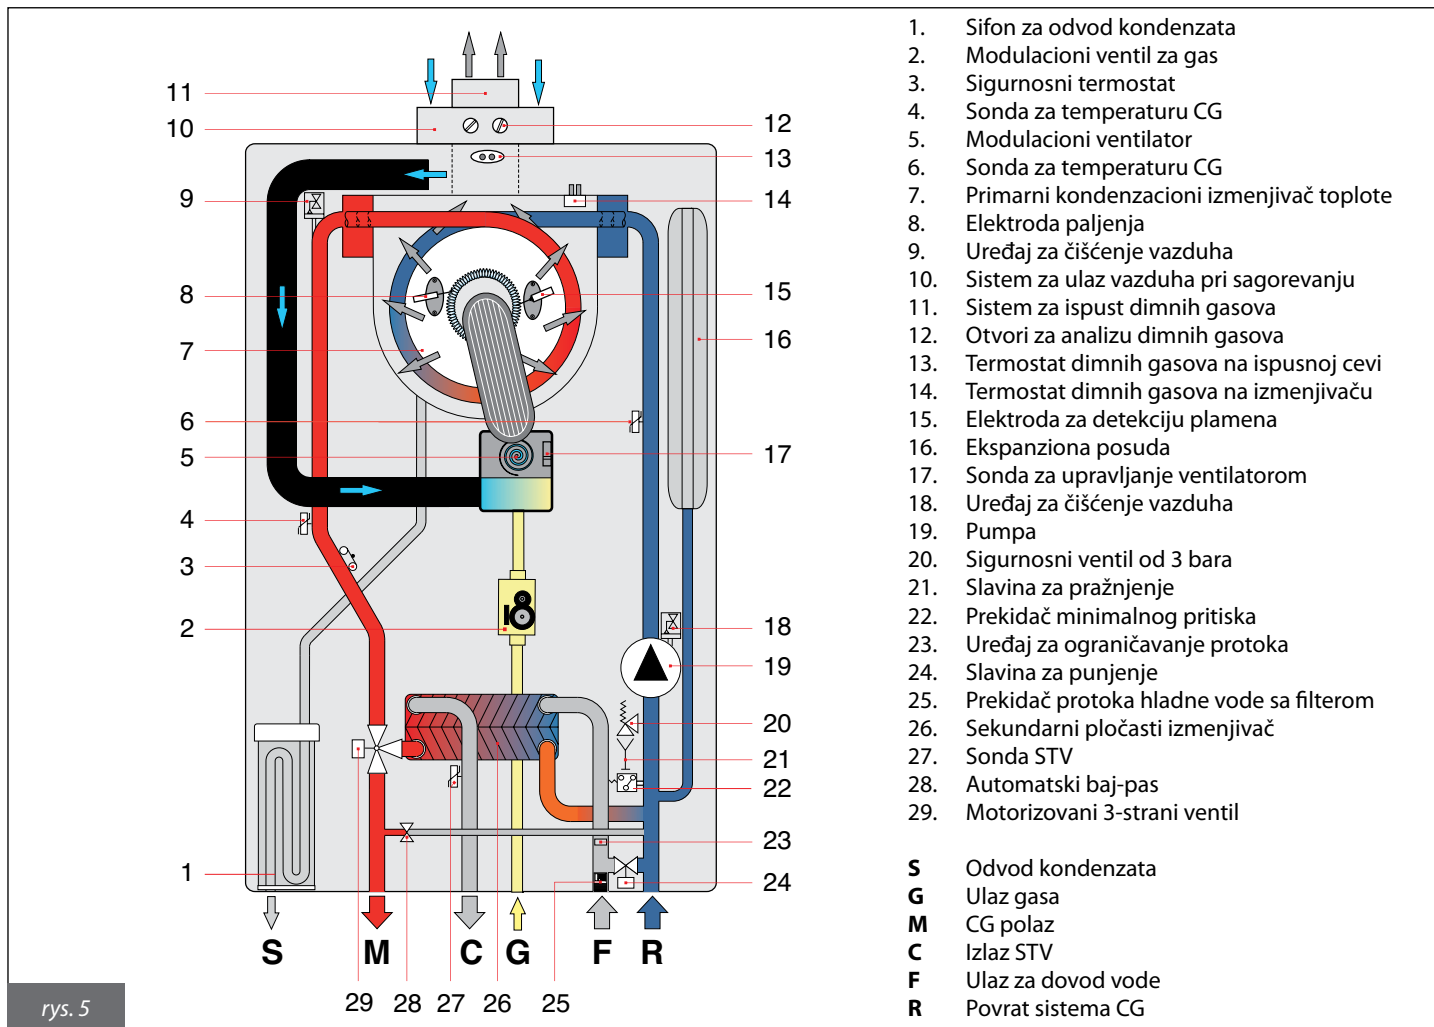 11
10
9
8
7
6
5
4
3
2
1
12
13
14
15
16
17
18
19
20
21
22
23
24
S M C G F R
29 28 27 26 25
rys. 5
1. Sifon za odvod kondenzata
2. Modulacioni ventil za gas
3. Sigurnosni termostat
4. Sonda za temperaturu CG
5. Modulacioni ventilator
6. Sonda za temperaturu CG
7. Primarni kondenzacioni izmenjivač toplote
8. Elektroda paljenja
9. Uređaj za čišćenje vazduha
10. Sistem za ulaz vazduha pri sagorevanju
11. Sistem za ispust dimnih gasova
12. Otvori za analizu dimnih gasova
13. Termostat dimnih gasova na ispusnoj cevi
14. Termostat dimnih gasova na izmenjivaču
15. Elektroda za detekciju plamena
16. Ekspanziona posuda
17. Sonda za upravljanje ventilatorom
18. Uređaj za čišćenje vazduha
19. Pumpa
20. Sigurnosni ventil od 3 bara
21. Slavina za pražnjenje
22. Prekidač minimalnog pritiska
23. Uređaj za ograničavanje protoka
24. Slavina za punjenje
25. Prekidač protoka hladne vode sa filterom
26. Sekundarni pločasti izmenjivač
27. Sonda STV
28. Automatski baj-pas
29. Motorizovani 3-strani ventil
S Odvod kondenzata
G Ulaz gasa
M CG polaz
C Izlaz STV
F Ulaz za dovod vode
R Povrat sistema CG